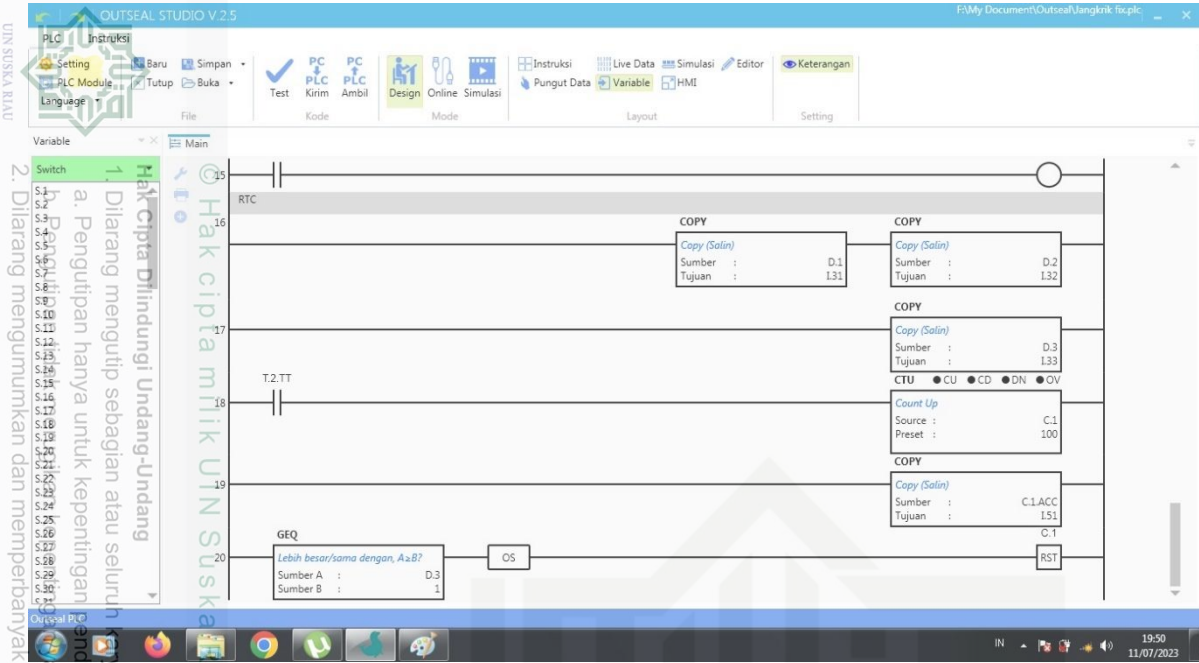 OUTSEAL STUDIO V.2.5
F:\My Document\Outseal\Jangkrik fix.plc
PLC Instruksi
Setting
PLC Module
Language
Baru
Tutup
Simpan
Buka
File
Test
PC PLC Kirim
PC PLC Ambil
Kode
Design
Online
Simulasi
Mode
Instruksi
Live Data
Simulasi
Editor
Pungut Data
Variable
HMI
Layout
Keterangan
Setting
Variable
Main
Switch
S.1
S.2
S.3
S.4
S.5
S.6
S.7
S.8
S.9
S.10
S.11
S.12
S.13
S.14
S.15
S.16
S.17
S.18
S.19
S.20
S.21
S.22
S.23
S.24
S.25
S.26
S.27
S.28
S.29
S.30
15
RTC
16
COPY
Copy (Salin)
Sumber : D.1
Tujuan : I.31
COPY
Copy (Salin)
Sumber : D.2
Tujuan : I.32
17
COPY
Copy (Salin)
Sumber : D.3
Tujuan : I.33
18
T.2.TT
CTU CU CD DN OV
Count Up
Source : C.1
Preset : 100
19
COPY
Copy (Salin)
Sumber : C.1.ACC
Tujuan : I.51
20
GEQ
Lebih besar/sama dengan, A≥B?
Sumber A : D.3
Sumber B : 1
OS
C.1
RST
Outseal PLC
IN
19:50
11/07/2023
UIN SUSKA RIAU
© Hak cipta milik UIN Suska
Hak Cipta Dilindungi Undang-Undang
1. Dilarang mengutip sebagian atau seluruh
a. Pengutipan hanya untuk kepentingan pend
b. Pengutipan tidak merugikan kepentingan
2. Dilarang mengumumkan dan memperbanyak